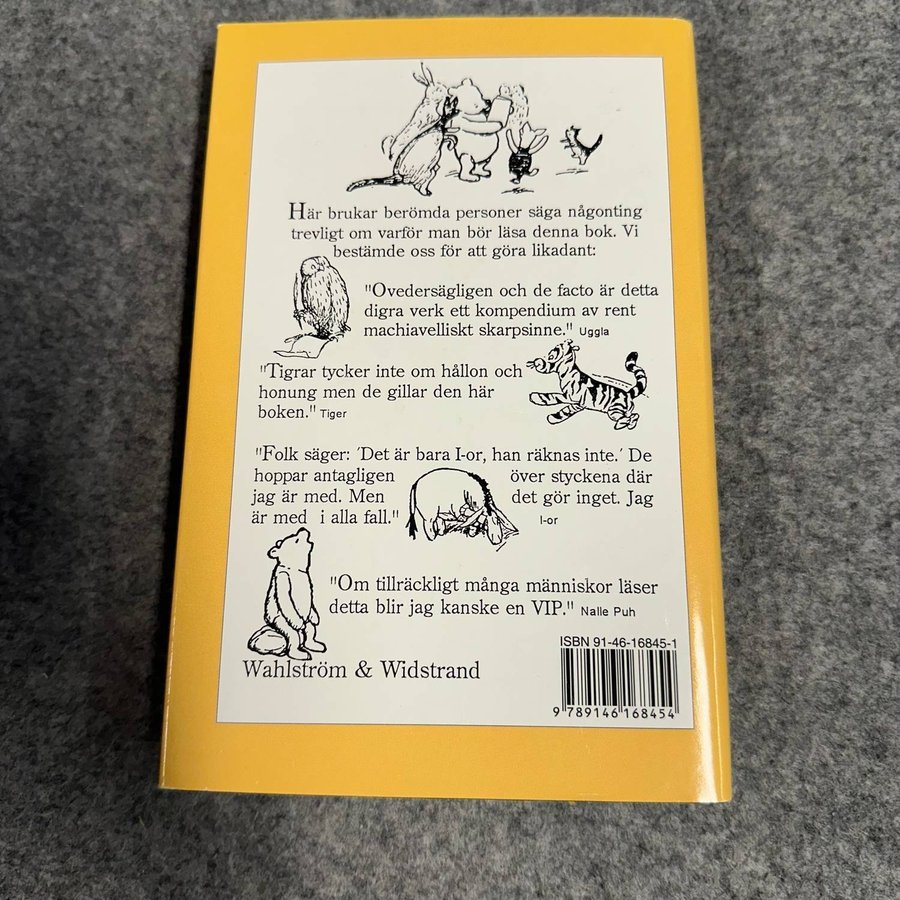 Här brukar berömda personer säga någonting
trevligt om varför man bör läsa denna bok. Vi
bestämde oss för att göra likadant:
"Ovedersägligen och de facto är detta
digra verk ett kompendium av rent
machiavelliskt skarpsinne." Uggla
"Tigrar tycker inte om hållon och
honung men de gillar den här
boken." Tiger
"Folk säger: 'Det är bara I-or, han räknas inte.' De
hoppar antagligen över styckena där
jag är med. Men det gör inget. Jag
är med i alla fall." I-or
"Om tillräckligt många människor läser
detta blir jag kanske en VIP." Nalle Puh
ISBN 91-46-16845-1
Wahlström & Widstrand
9 789146 168454